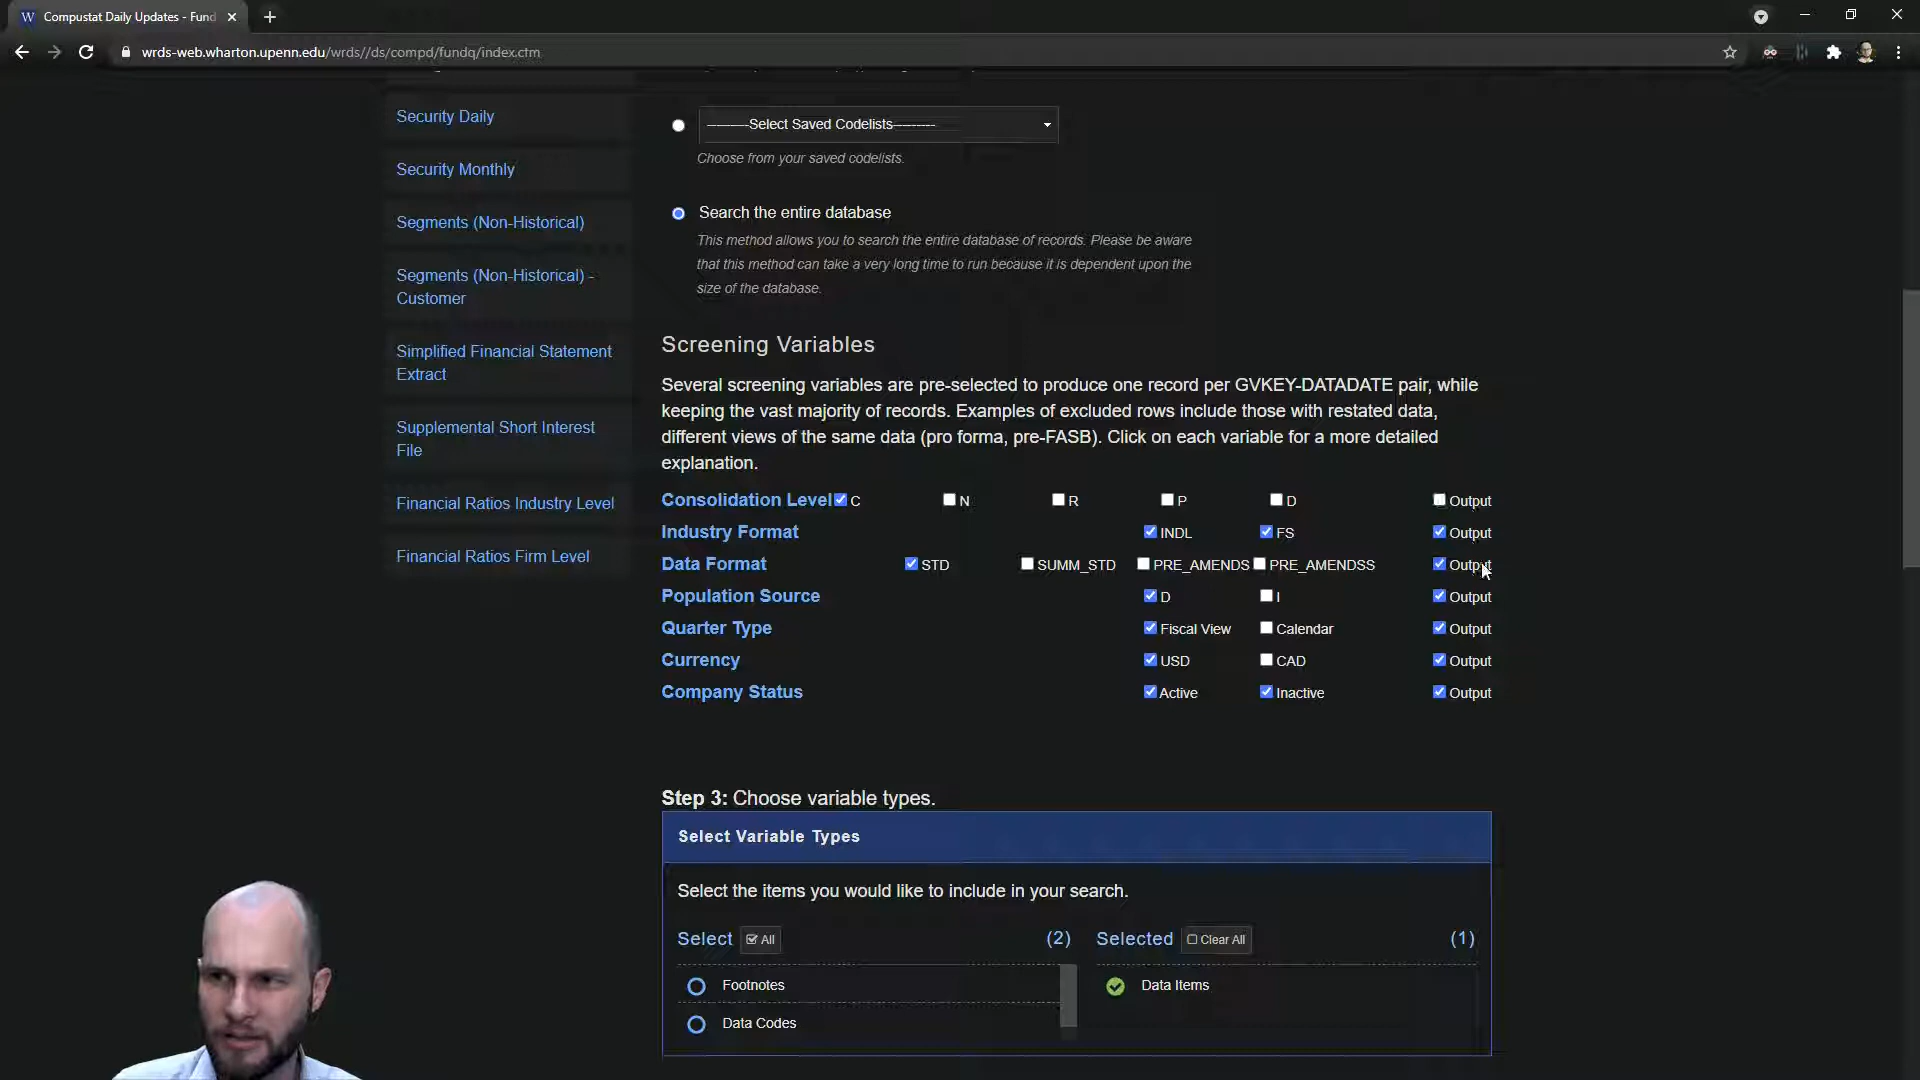 W Compustat Daily Updates - Fund
wrds-web.wharton.upenn.edu/wrds//ds/compd/fundq/index.cfm
Security Daily
Security Monthly
Segments (Non-Historical)
Segments (Non-Historical) -
Customer
Simplified Financial Statement
Extract
Supplemental Short Interest
File
Financial Ratios Industry Level
Financial Ratios Firm Level
---------Select Saved Codelists---------
Choose from your saved codelists.
Search the entire database
This method allows you to search the entire database of records. Please be aware
that this method can take a very long time to run because it is dependent upon the
size of the database.
Screening Variables
Several screening variables are pre-selected to produce one record per GVKEY-DATADATE pair, while
keeping the vast majority of records. Examples of excluded rows include those with restated data,
different views of the same data (pro forma, pre-FASB). Click on each variable for a more detailed
explanation.
Consolidation Level C N R P D Output
Industry Format INDL FS Output
Data Format STD SUMM_STD PRE_AMENDS PRE_AMENDSS Output
Population Source D I Output
Quarter Type Fiscal View Calendar Output
Currency USD CAD Output
Company Status Active Inactive Output
Step 3: Choose variable types.
Select Variable Types
Select the items you would like to include in your search.
Select All (2) Selected Clear All (1)
Footnotes Data Items
Data Codes